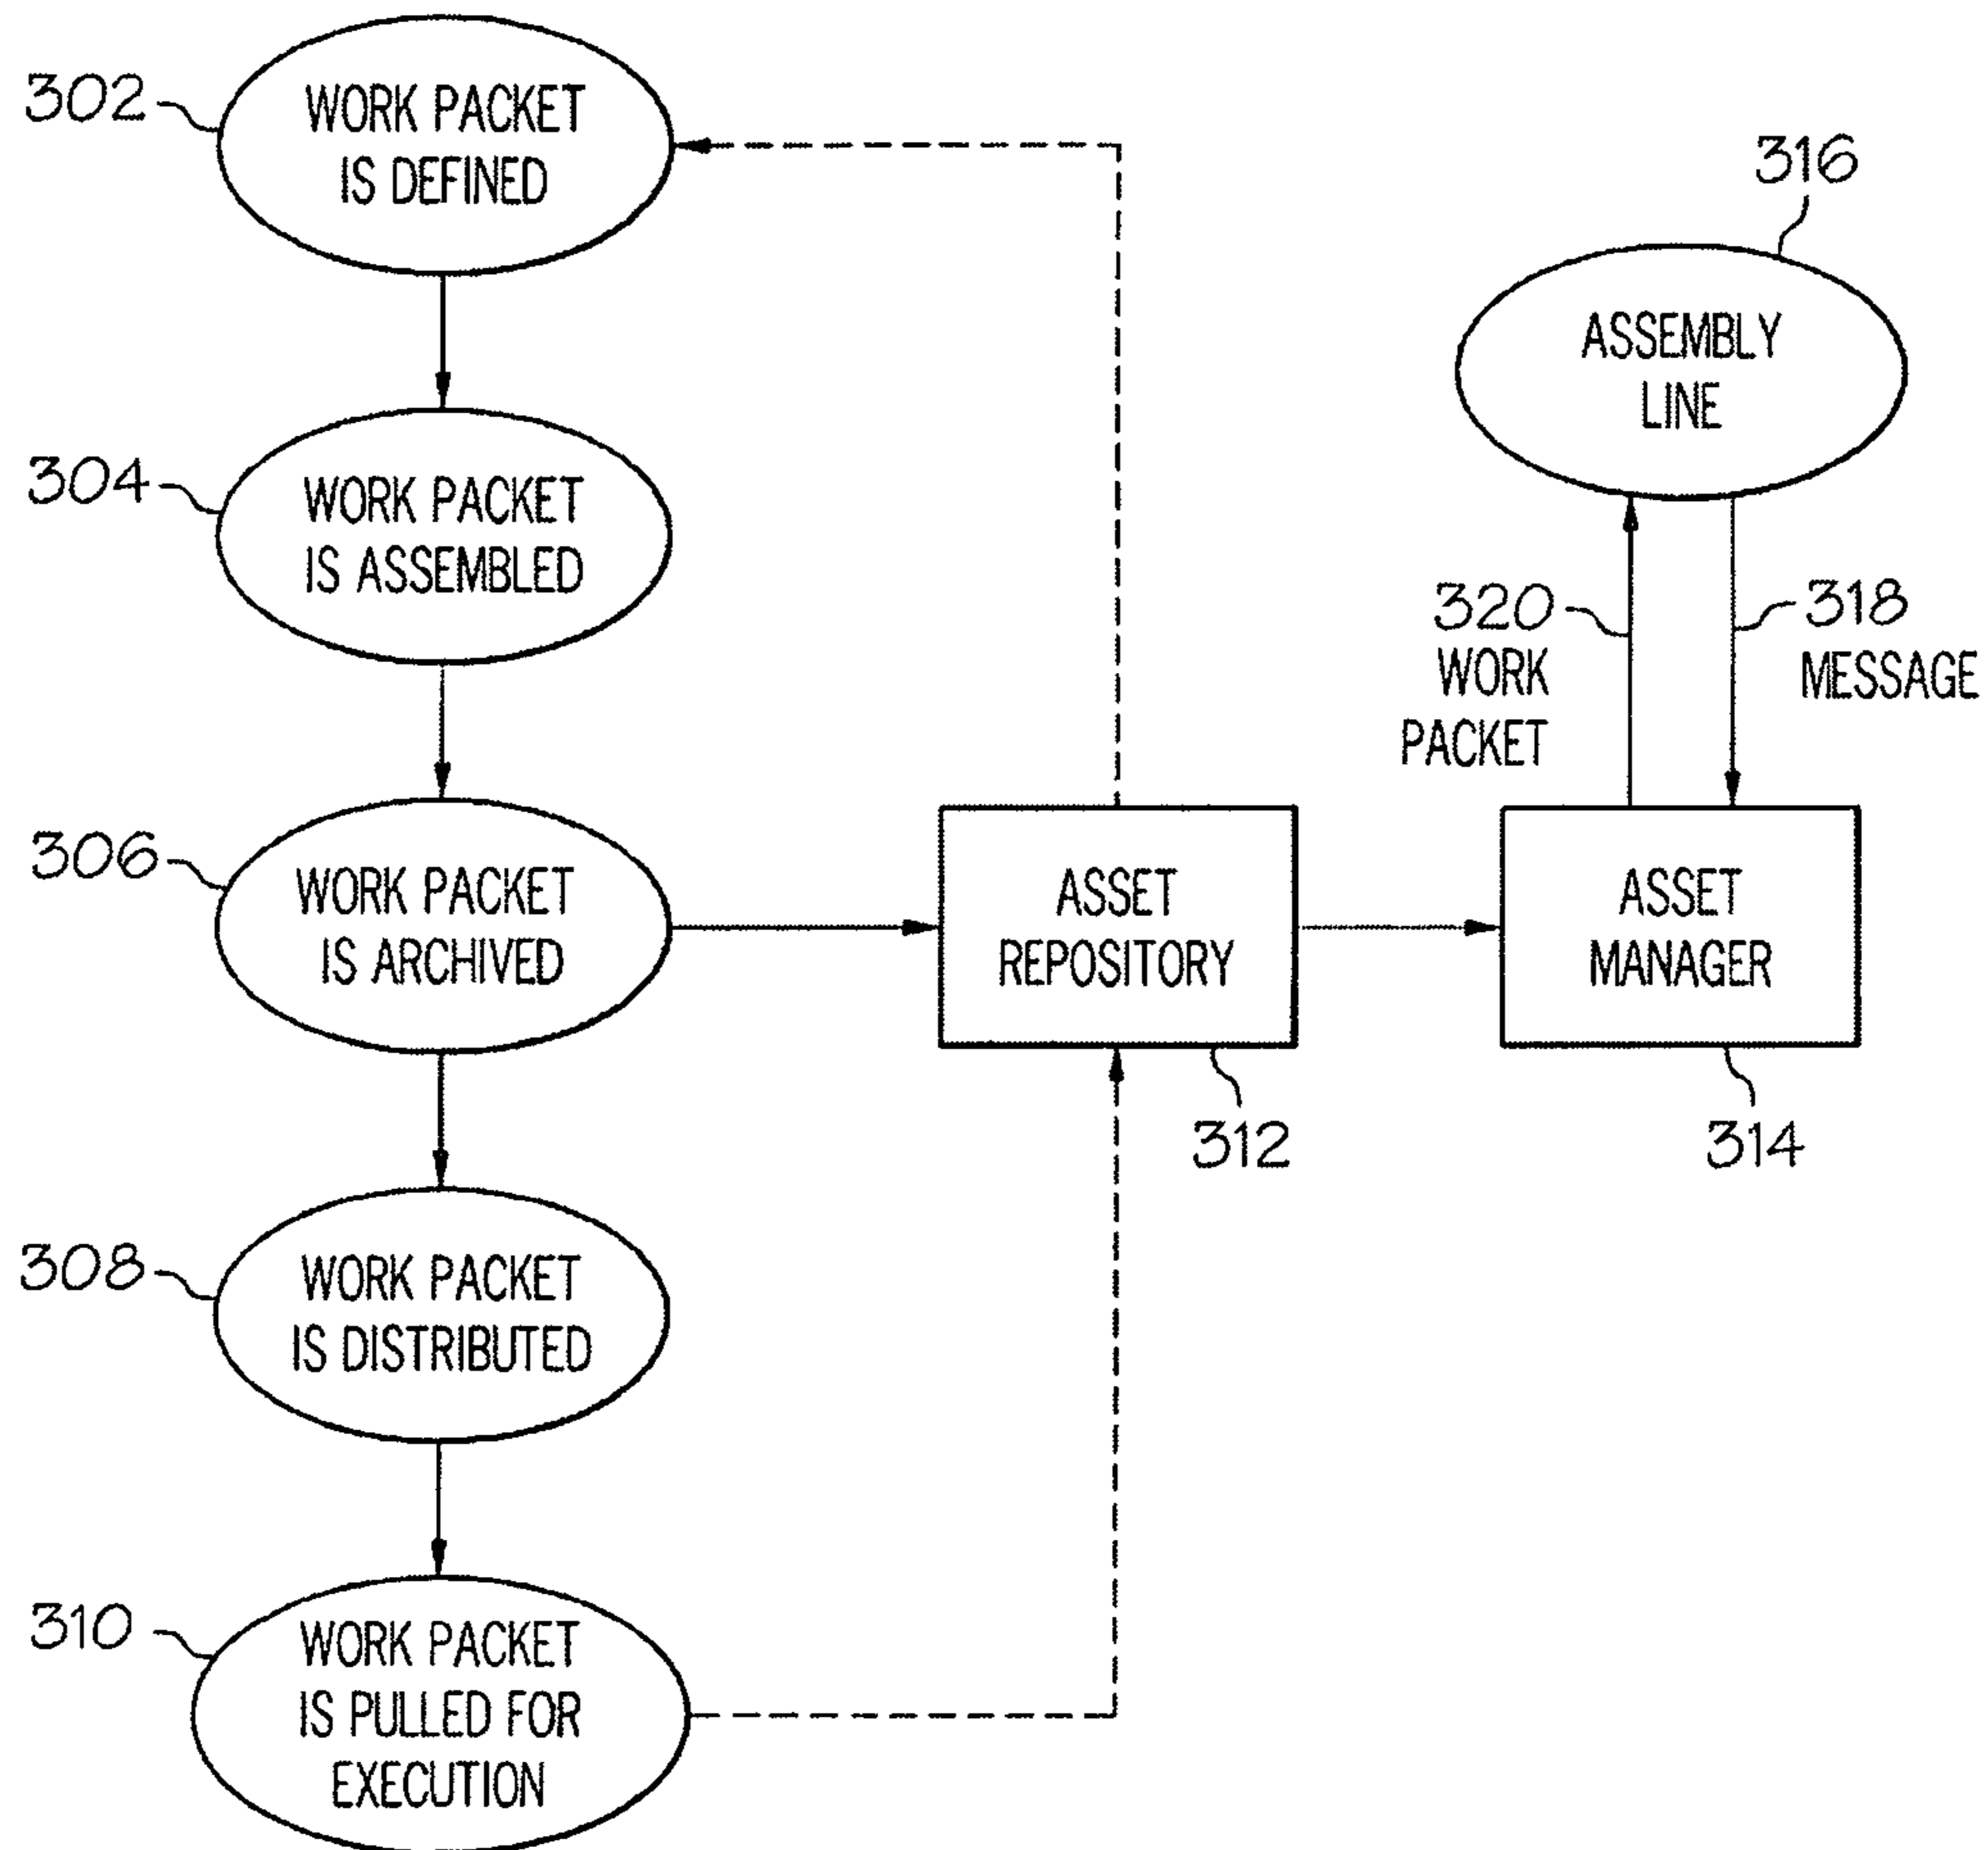 302
WORK PACKET
IS DEFINED
316
ASSEMBLY
LINE
304
WORK PACKET
IS ASSEMBLED
320
WORK
PACKET
318
MESSAGE
306
WORK PACKET
IS ARCHIVED
ASSET
REPOSITORY
312
ASSET
MANAGER
314
308
WORK PACKET
IS DISTRIBUTED
310
WORK PACKET
IS PULLED FOR
EXECUTION